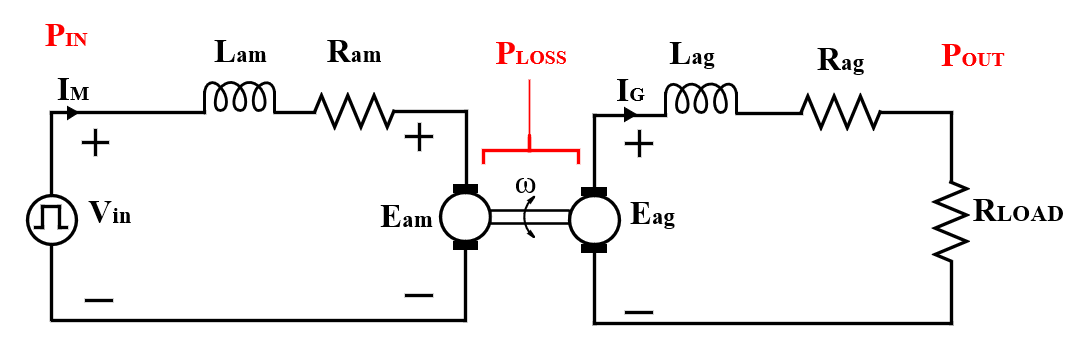 PIN
Lam
Ram
PLOSS
Lag
Rag
POUT
IM
IG
+
+
+
Vin
Eam
ω
Eag
RLOAD
−
−
−